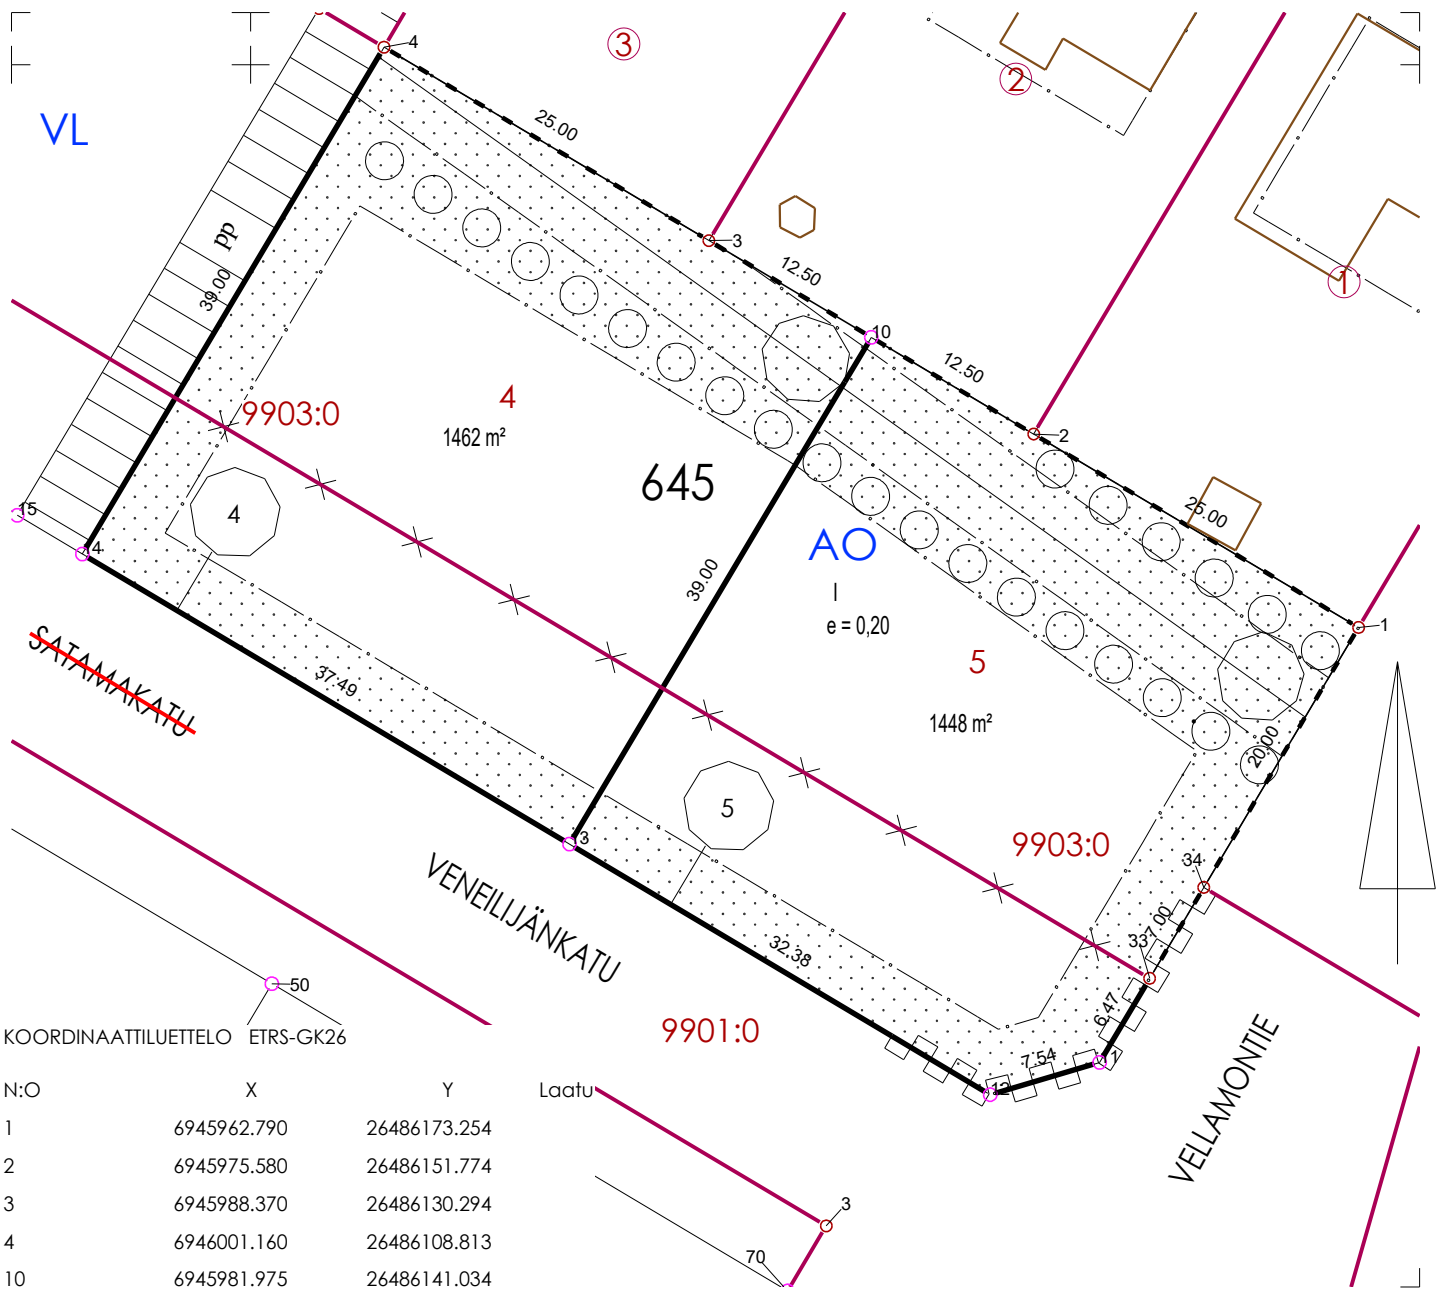 VL
4
3
2
25.00
pp
39.00
3
12.50
10
12.50
1
2
9903:0
4
1462 m²
645
25.00
15
4
14
39.00
AO
I
e = 0,20
1
SATAMAKATU
37.49
5
1448 m²
20.00
5
13
9903:0
34
VENEILIJÄNKATU
32.38
7.00
33
6.47
50
9901:0
7.54
11
12
VELLAMONTIE
KOORDINAATTILUETTELO ETRS-GK26
N:O X Y Laatu
1 6945962.790 26486173.254
2 6945975.580 26486151.774
3 6945988.370 26486130.294
4 6946001.160 26486108.813
10 6945981.975 26486141.034
3
70